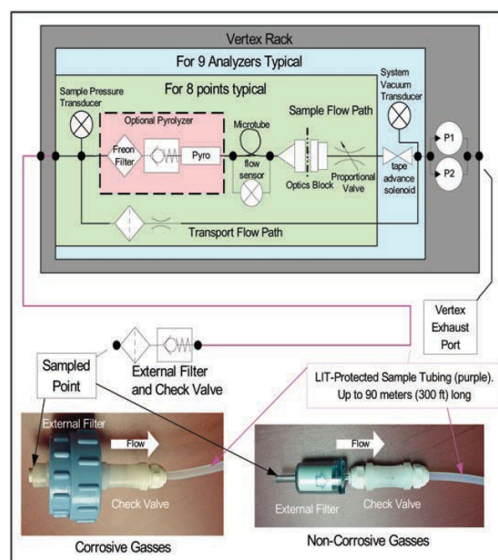 Vertex Rack
For 9 Analyzers Typical
System
Vacuum
Transducer
For 8 points typical
Sample Pressure
Transducer
Optional Pyrolyzer
Microtube
Sample Flow Path
Freon
Filter
Pyro
flow
sensor
Optics Block
Proportional
Valve
tape
advance
solenoid
P1
P2
Transport Flow Path
Vertex
Exhaust
Port
Sampled
Point
External Filter
and Check Valve
LIT-Protected Sample Tubing (purple).
Up to 90 meters (300 ft) long
External Filter
Flow
Check Valve
Corrosive Gasses
Flow
External Filter
Check Valve
Non-Corrosive Gasses